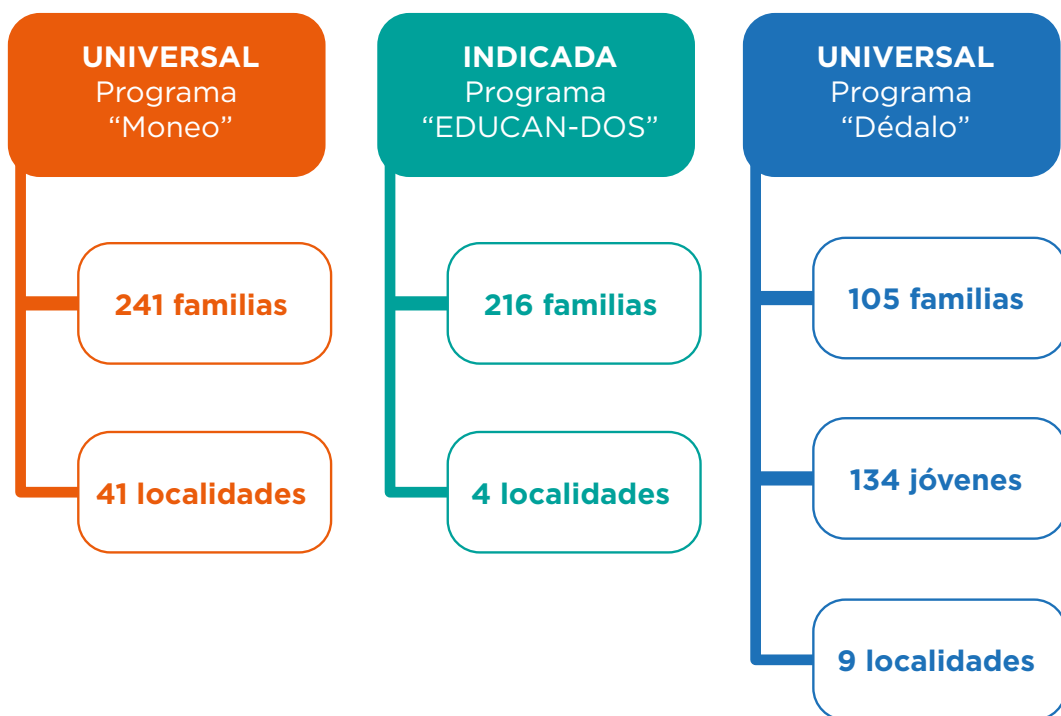 UNIVERSAL
Programa
“Moneo”
241 familias
41 localidades
INDICADA
Programa
“EDUCAN-DOS”
216 familias
4 localidades
UNIVERSAL
Programa
“Dédalo”
105 familias
134 jóvenes
9 localidades